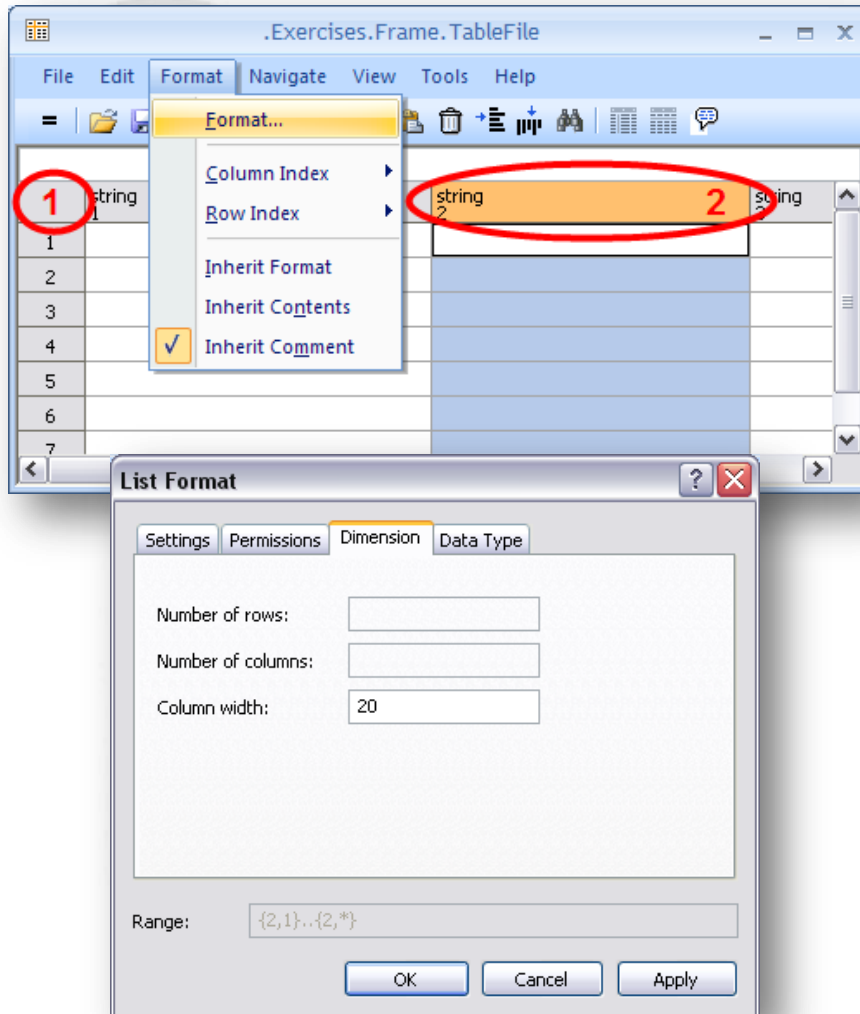 .Exercises.Frame.TableFile
File Edit Format Navigate View Tools Help
Format...
Column Index
Row Index
Inherit Format
Inherit Contents
Inherit Comment
1
string
1
string
2
2
string
3
1
2
3
4
5
6
7
List Format
Settings Permissions Dimension Data Type
Number of rows:
Number of columns:
Column width: 20
Range: {2,1}..{2,*}
OK Cancel Apply